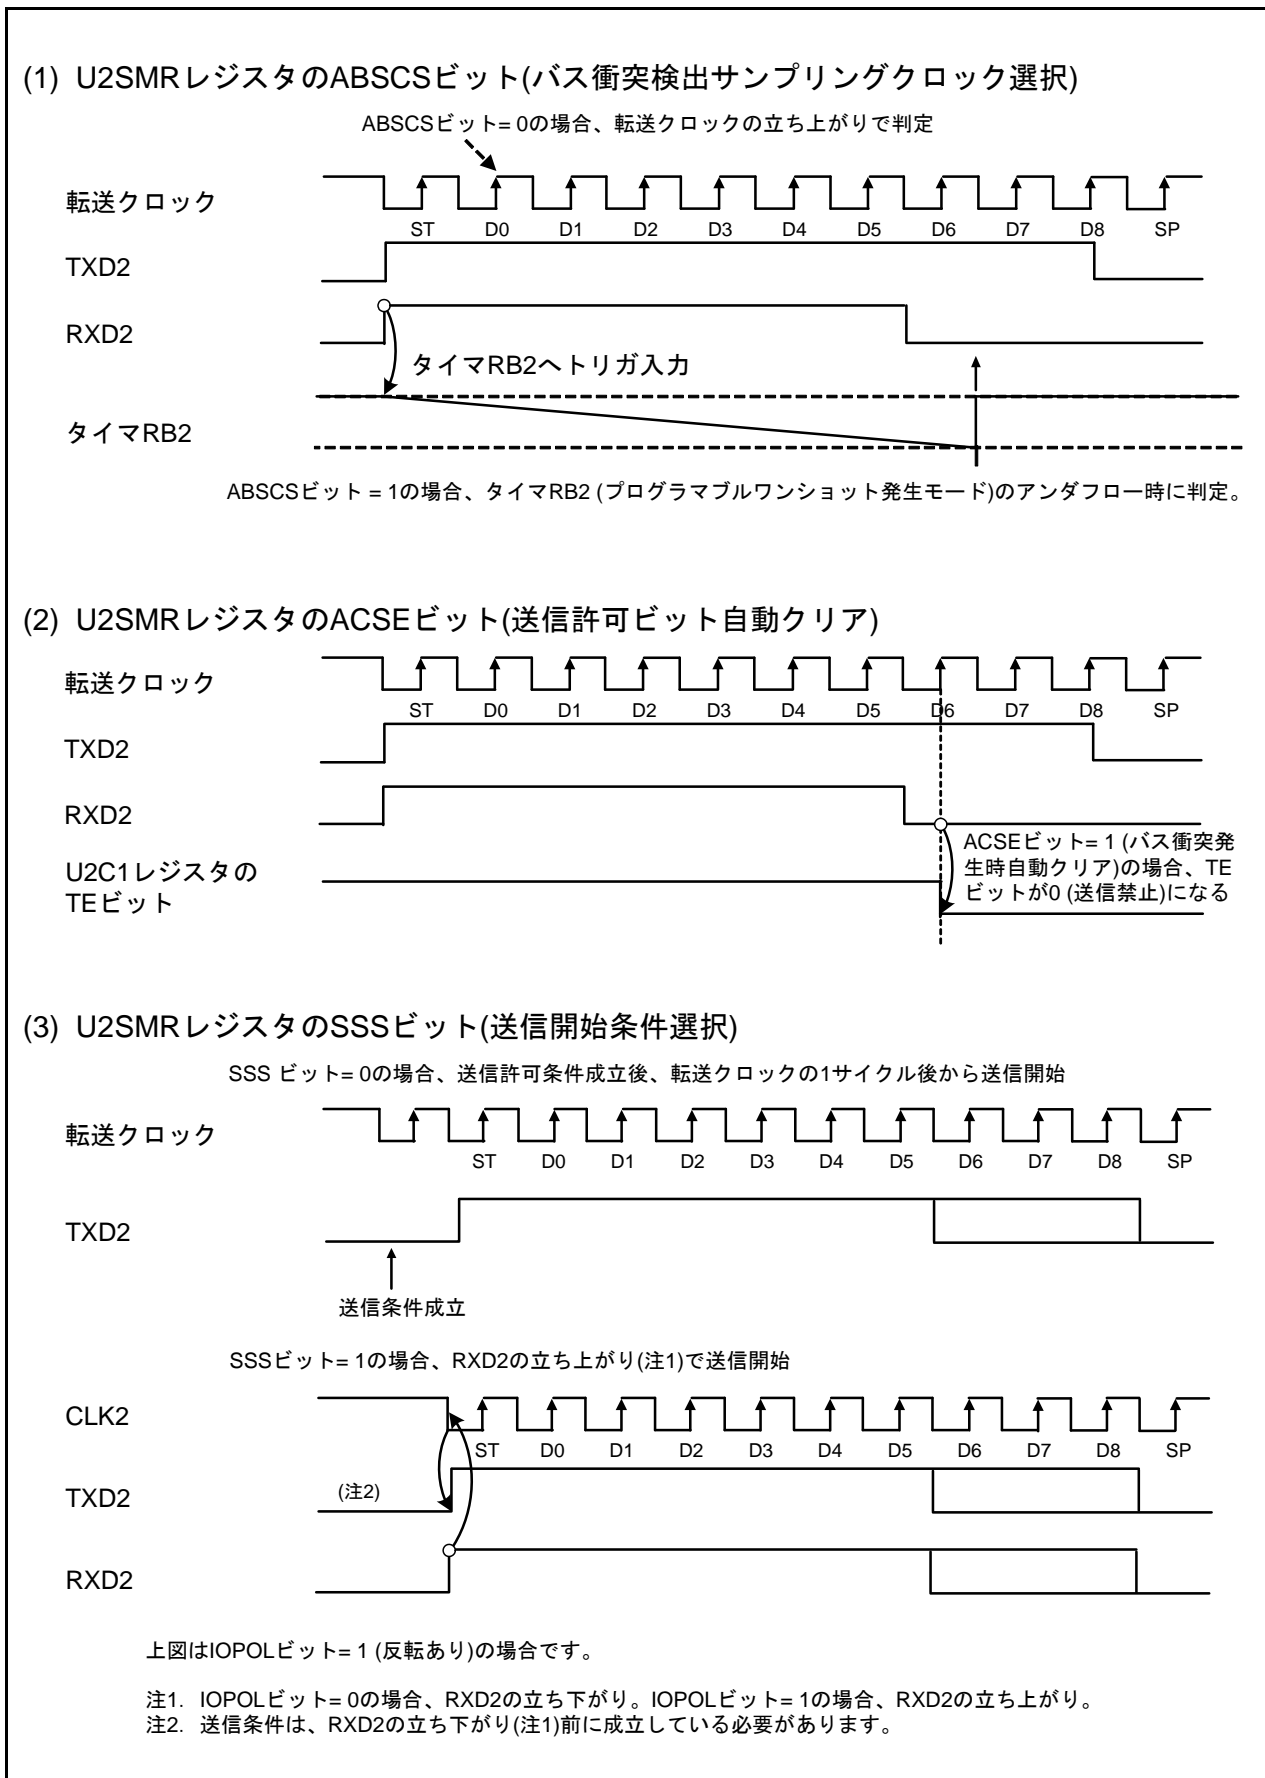 (1) U2SMRレジスタのABSCSビット(バス衝突検出サンプリングクロック選択)
ABSCSビット= 0の場合、転送クロックの立ち上がりで判定
転送クロック
ST D0 D1 D2 D3 D4 D5 D6 D7 D8 SP
TXD2
RXD2
タイマRB2へトリガ入力
タイマRB2
ABSCSビット = 1の場合、タイマRB2 (プログラマブルワンショット発生モード)のアンダフロー時に判定。
(2) U2SMRレジスタのACSEビット(送信許可ビット自動クリア)
転送クロック
ST D0 D1 D2 D3 D4 D5 D6 D7 D8 SP
TXD2
RXD2
U2C1レジスタの
TEビット
ACSEビット= 1 (バス衝突発
生時自動クリア)の場合、TE
ビットが0 (送信禁止)になる
(3) U2SMRレジスタのSSSビット(送信開始条件選択)
SSS ビット= 0の場合、送信許可条件成立後、転送クロックの1サイクル後から送信開始
転送クロック
ST D0 D1 D2 D3 D4 D5 D6 D7 D8 SP
TXD2
送信条件成立
SSSビット= 1の場合、RXD2の立ち上がり(注1)で送信開始
CLK2
ST D0 D1 D2 D3 D4 D5 D6 D7 D8 SP
TXD2
(注2)
RXD2
上図はIOPOLビット= 1 (反転あり)の場合です。
注1. IOPOLビット= 0の場合、RXD2の立ち下がり。IOPOLビット= 1の場合、RXD2の立ち上がり。
注2. 送信条件は、RXD2の立ち下がり(注1)前に成立している必要があります。